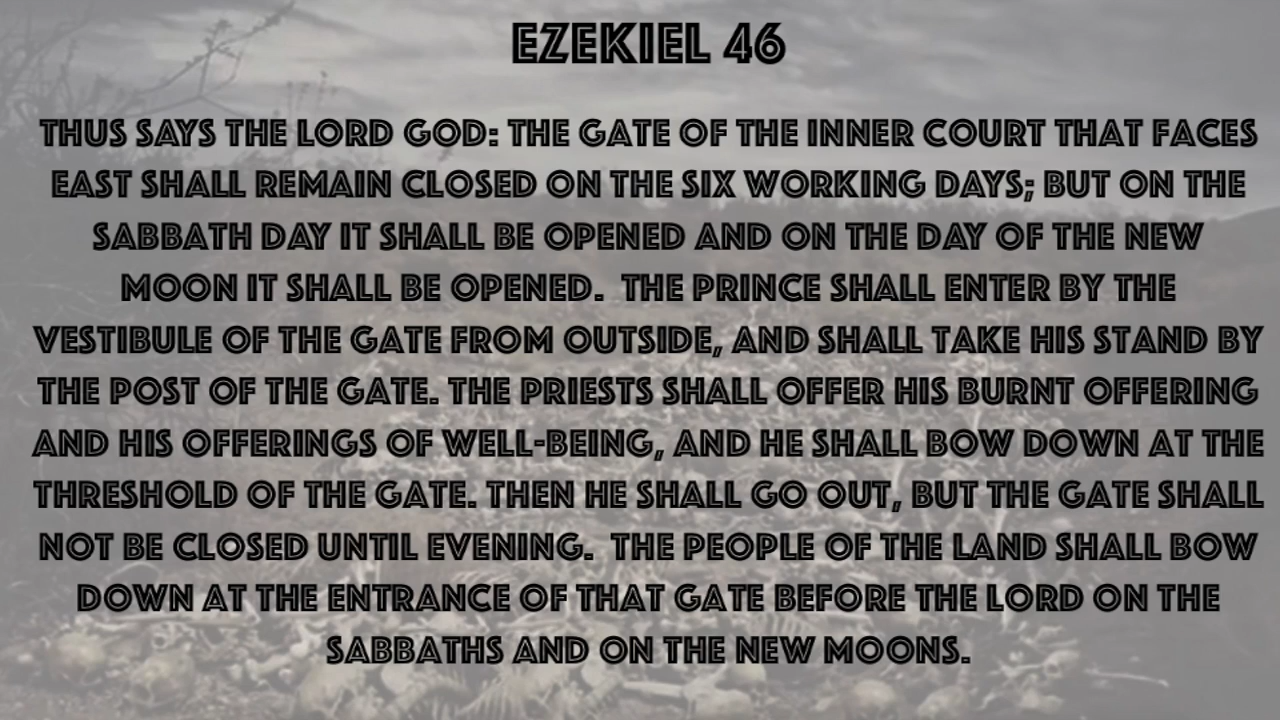 EZEKIEL 46
THUS SAYS THE LORD GOD: THE GATE OF THE INNER COURT THAT FACES
EAST SHALL REMAIN CLOSED ON THE SIX WORKING DAYS; BUT ON THE
SABBATH DAY IT SHALL BE OPENED AND ON THE DAY OF THE NEW
MOON IT SHALL BE OPENED. THE PRINCE SHALL ENTER BY THE
VESTIBULE OF THE GATE FROM OUTSIDE, AND SHALL TAKE HIS STAND BY
THE POST OF THE GATE. THE PRIESTS SHALL OFFER HIS BURNT OFFERING
AND HIS OFFERINGS OF WELL-BEING, AND HE SHALL BOW DOWN AT THE
THRESHOLD OF THE GATE. THEN HE SHALL GO OUT, BUT THE GATE SHALL
NOT BE CLOSED UNTIL EVENING. THE PEOPLE OF THE LAND SHALL BOW
DOWN AT THE ENTRANCE OF THAT GATE BEFORE THE LORD ON THE
SABBATHS AND ON THE NEW MOONS.